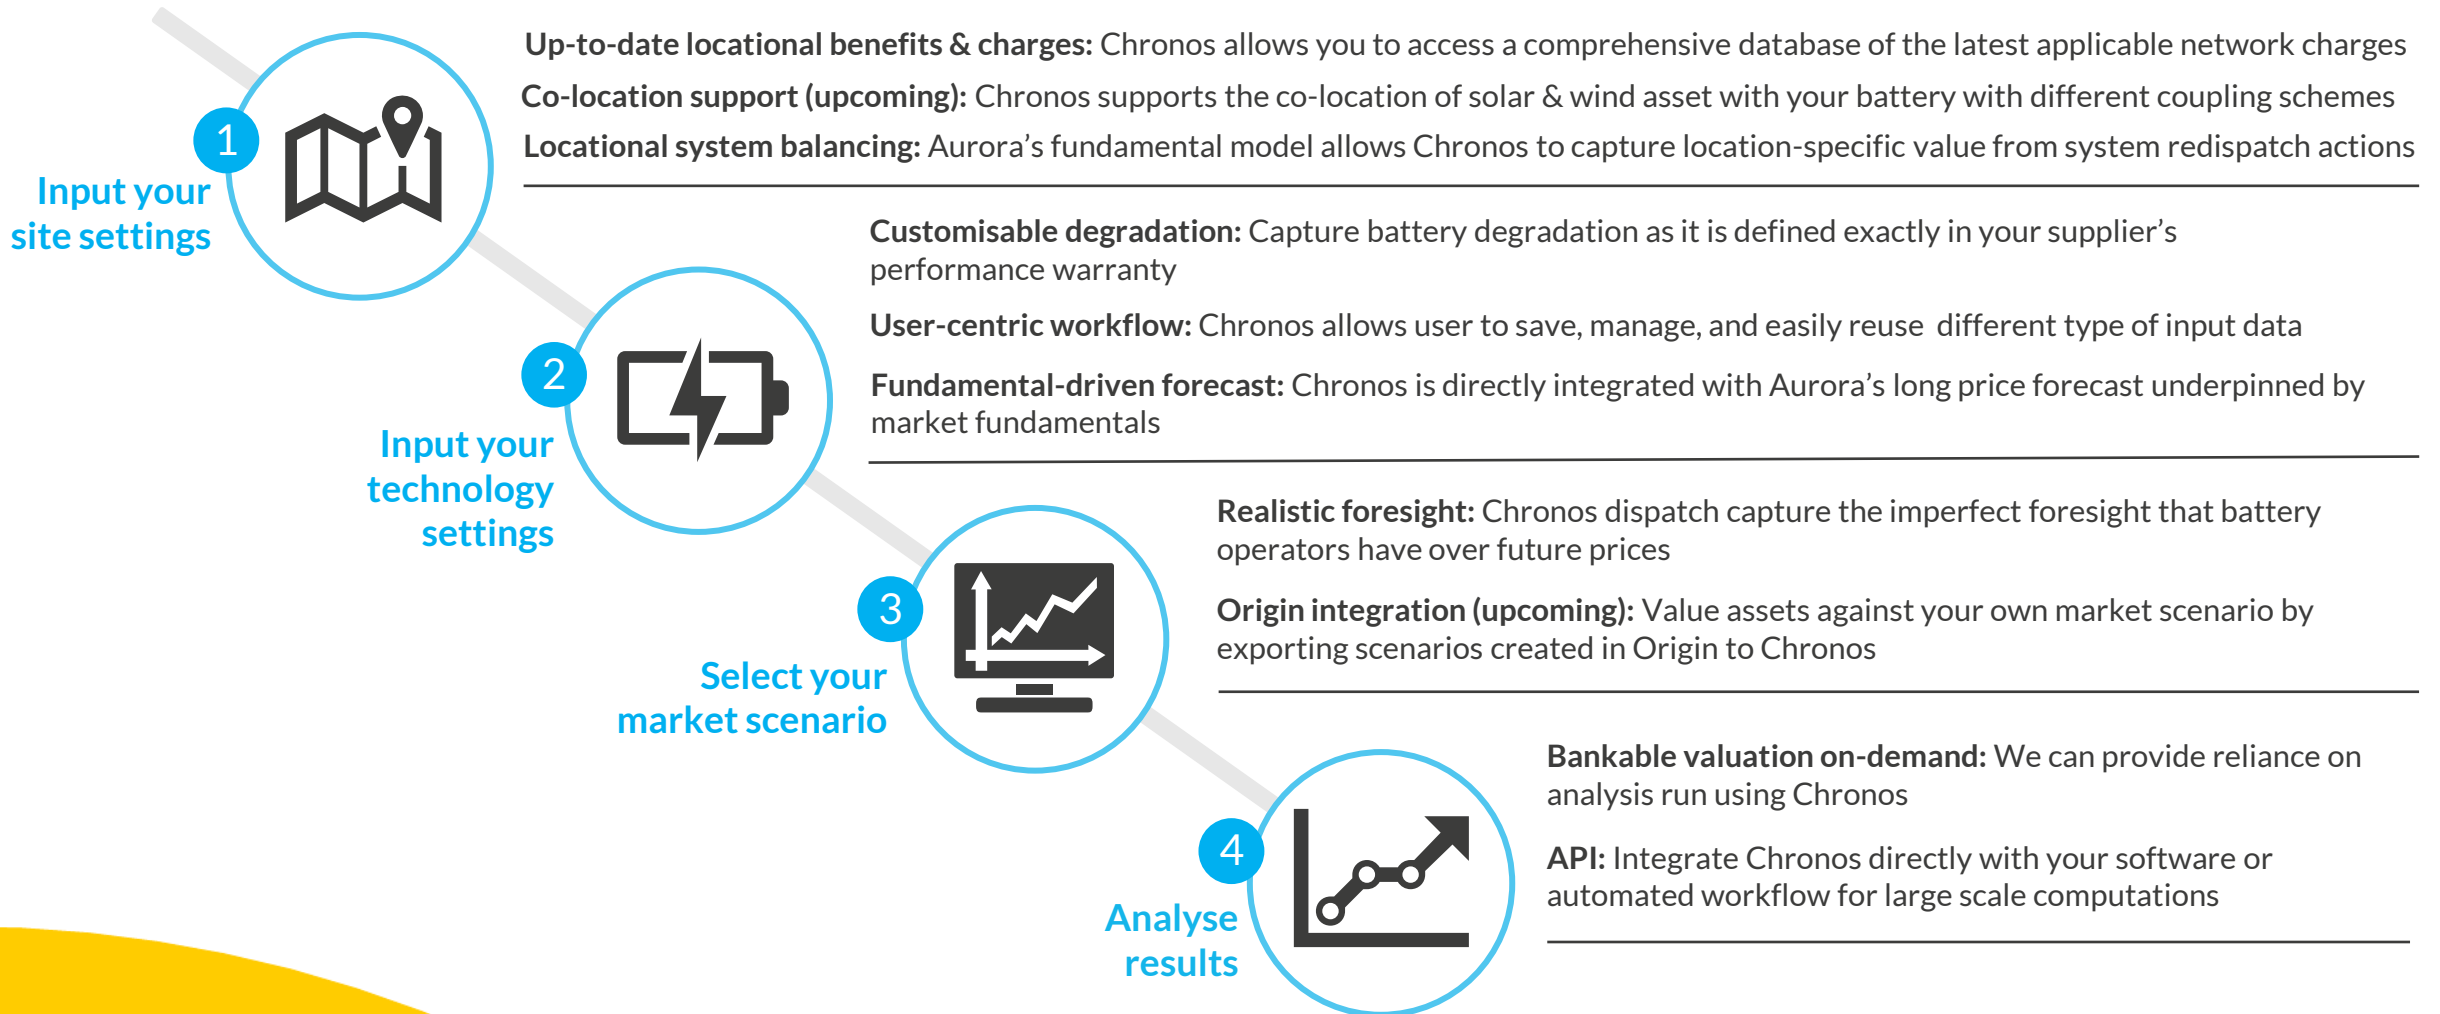 Up-to-date locational benefits & charges: Chronos allows you to access a comprehensive database of the latest applicable network charges
Co-location support (upcoming): Chronos supports the co-location of solar & wind asset with your battery with different coupling schemes
Locational system balancing: Aurora’s fundamental model allows Chronos to capture location-specific value from system redispatch actions
1
Input your
site settings
Customisable degradation: Capture battery degradation as it is defined exactly in your supplier’s
performance warranty
User-centric workflow: Chronos allows user to save, manage, and easily reuse  different type of input data
Fundamental-driven forecast: Chronos is directly integrated with Aurora’s long price forecast underpinned by
market fundamentals
2
Input your
technology
settings
Realistic foresight: Chronos dispatch capture the imperfect foresight that battery
operators have over future prices
Origin integration (upcoming): Value assets against your own market scenario by
exporting scenarios created in Origin to Chronos
3
Select your
market scenario
Bankable valuation on-demand: We can provide reliance on
analysis run using Chronos
API: Integrate Chronos directly with your software or
automated workflow for large scale computations
4
Analyse
results